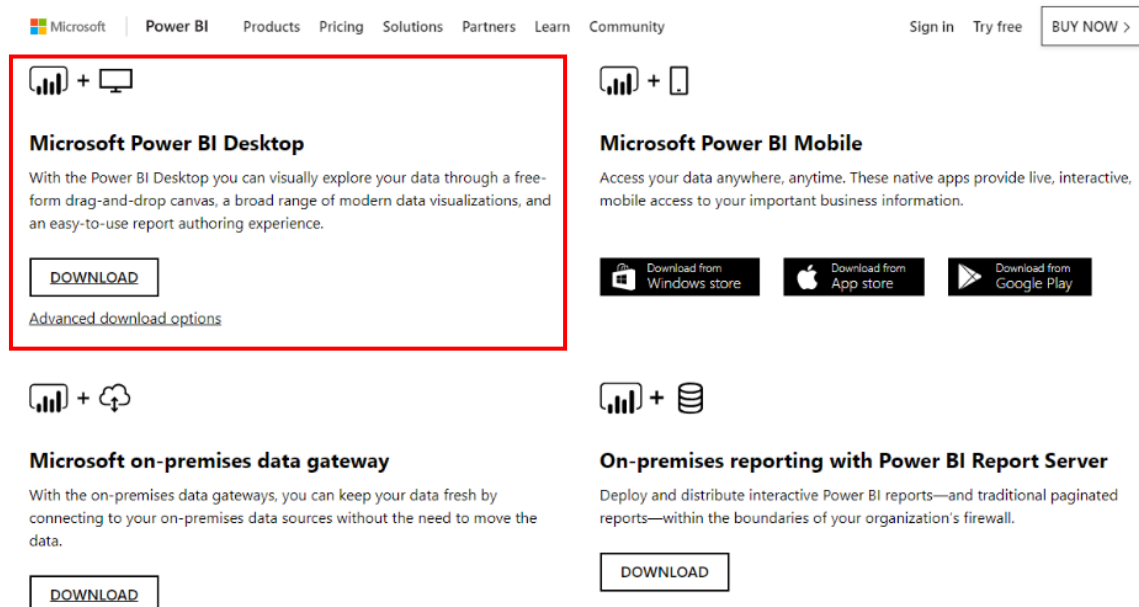 Microsoft Power BI Products Pricing Solutions Partners Learn Community Sign in Try free BUY NOW >
Microsoft Power BI Desktop
With the Power BI Desktop you can visually explore your data through a free-
form drag-and-drop canvas, a broad range of modern data visualizations, and
an easy-to-use report authoring experience.
DOWNLOAD
Advanced download options
Microsoft Power BI Mobile
Access your data anywhere, anytime. These native apps provide live, interactive,
mobile access to your important business information.
Download from
Windows store
Download from
App store
Download from
Google Play
Microsoft on-premises data gateway
With the on-premises data gateways, you can keep your data fresh by
connecting to your on-premises data sources without the need to move the
data.
DOWNLOAD
On-premises reporting with Power BI Report Server
Deploy and distribute interactive Power BI reports—and traditional paginated
reports—within the boundaries of your organization's firewall.
DOWNLOAD